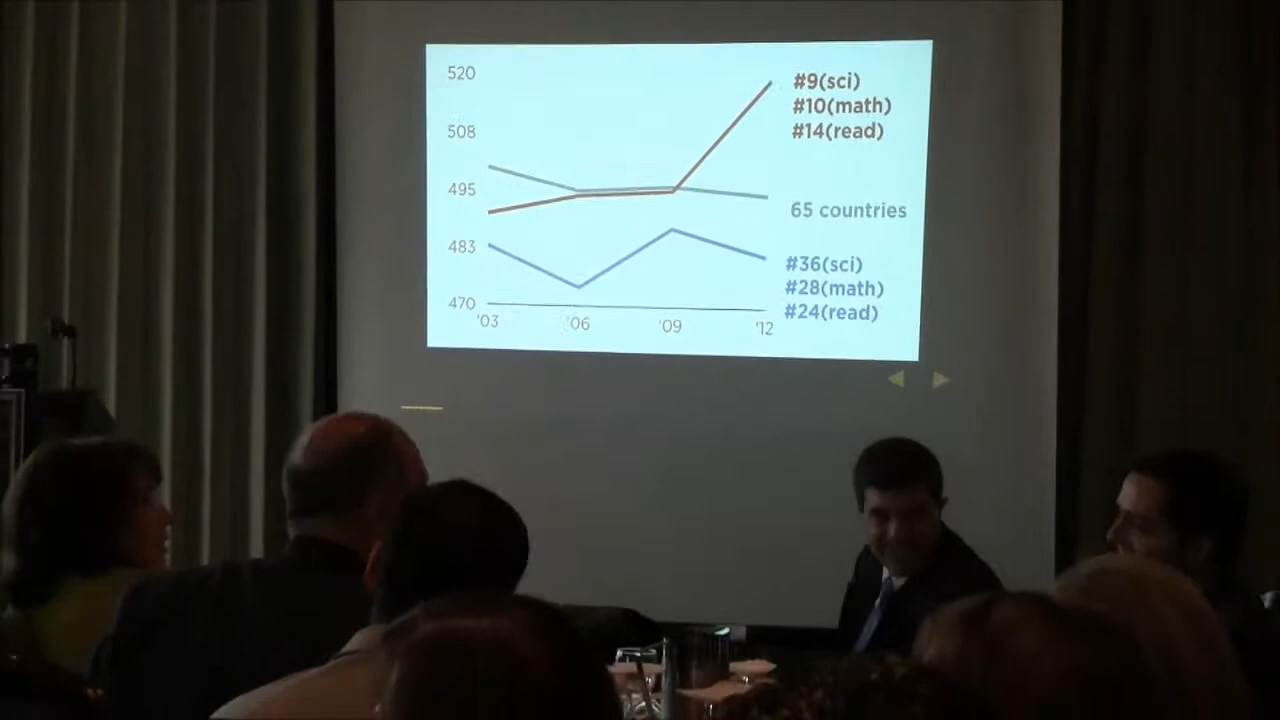 520
508
495
483
470
'03 '06 '09 '12
#9(sci)
#10(math)
#14(read)
65 countries
#36(sci)
#28(math)
#24(read)